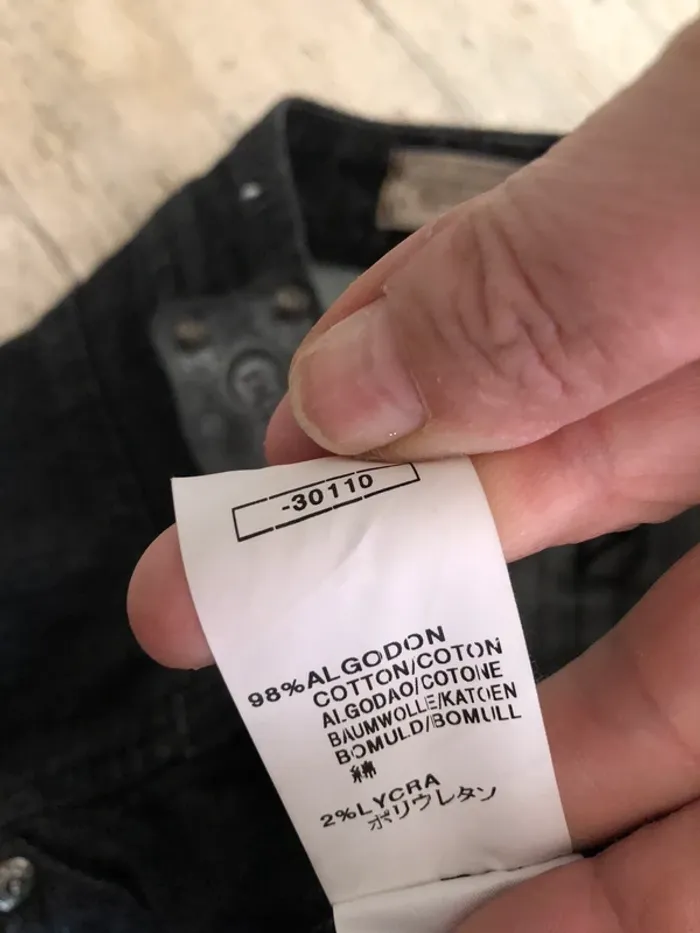 -30110
98%ALGODON
COTTON/COTON
ALGODAO/COTONE
BAUMWOLLE/KATOEN
BOMULD/BOMULL
綿
2%LYCRA
ポリウレタン